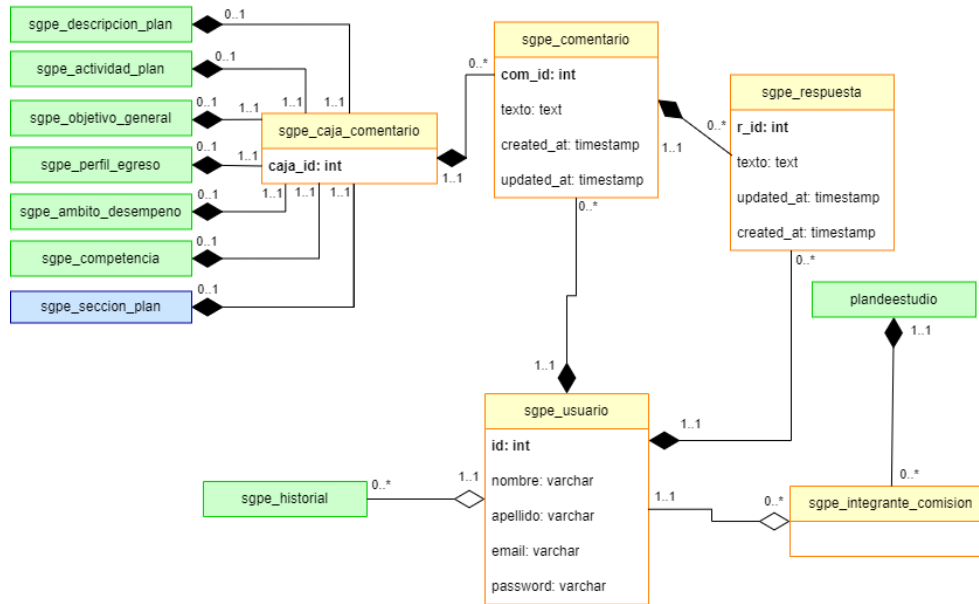 sgpe_descripcion_plan
0..1
sgpe_actividad_plan
0..1
sgpe_objetivo_general
0..1
sgpe_perfil_egreso
0..1
sgpe_ambito_desempeno
0..1
sgpe_competencia
0..1
sgpe_seccion_plan
0..1
1..1
1..1
1..1
1..1
1..1
1..1
1..1
sgpe_caja_comentario
caja_id: int
1..1
0..*
sgpe_comentario
com_id: int
texto: text
created_at: timestamp
updated_at: timestamp
1..1
0..*
0..*
sgpe_respuesta
r_id: int
texto: text
updated_at: timestamp
created_at: timestamp
0..*
plandeestudio
1..1
0..*
1..1
sgpe_usuario
id: int
nombre: varchar
apellido: varchar
email: varchar
password: varchar
1..1
1..1
0..*
sgpe_integrante_comision
sgpe_historial
0..*
1..1